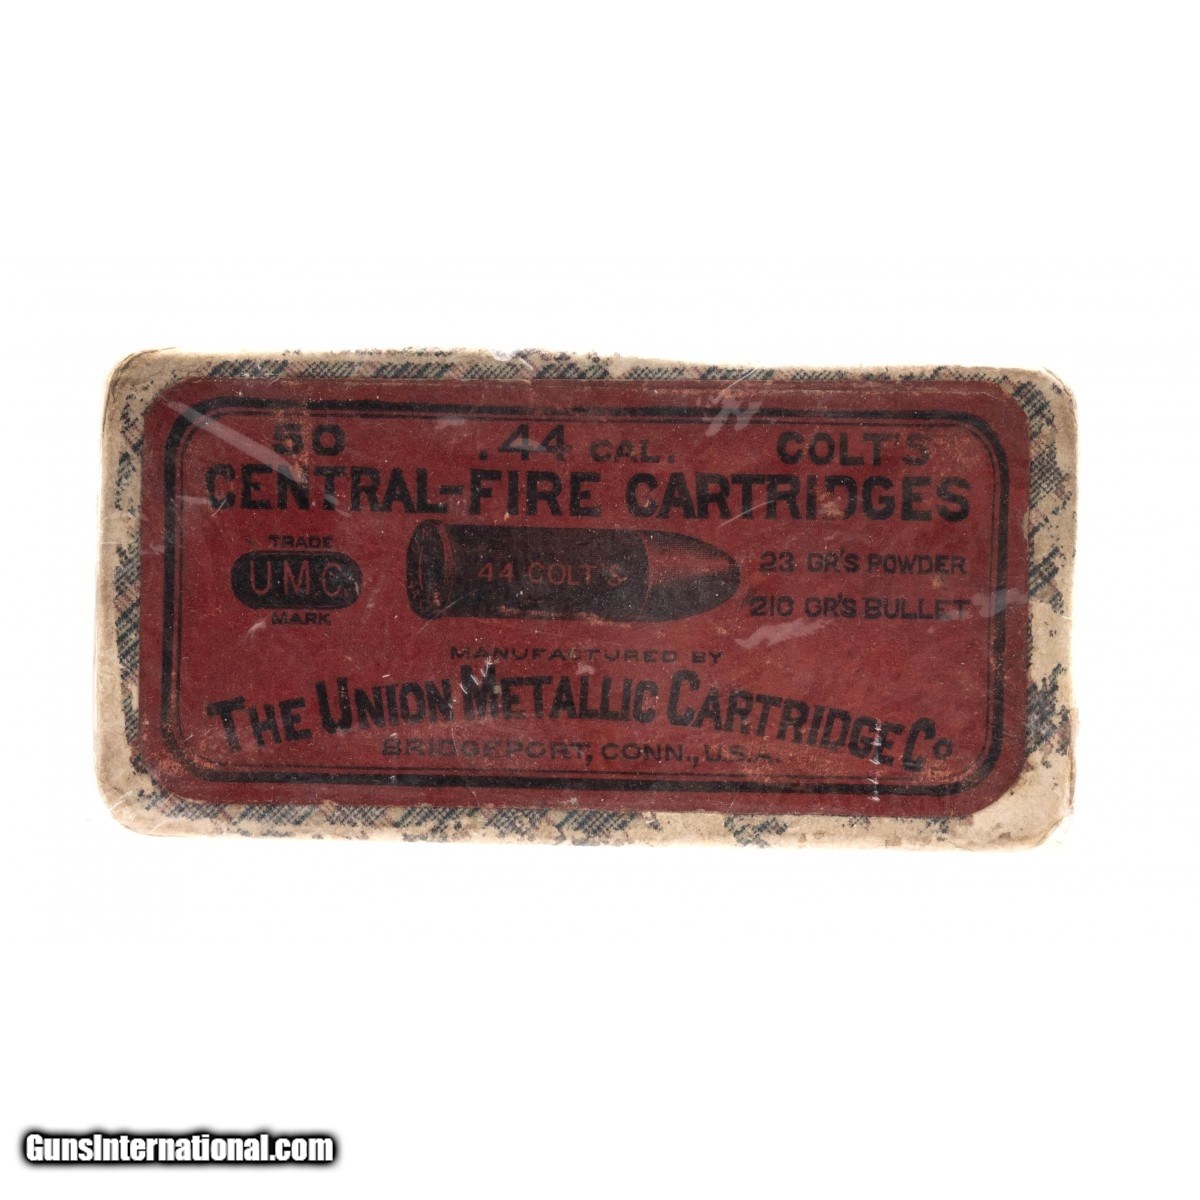 50 .44 CAL. COLT'S
CENTRAL-FIRE CARTRIDGES
TRADE
U.M.C.
MARK
44 COLT'S
23 GR'S POWDER
210 GR'S BULLET
MANUFACTURED BY
THE UNION METALLIC CARTRIDGE Co
BRIDGEPORT, CONN., U.S.A.
GunsInternational.com